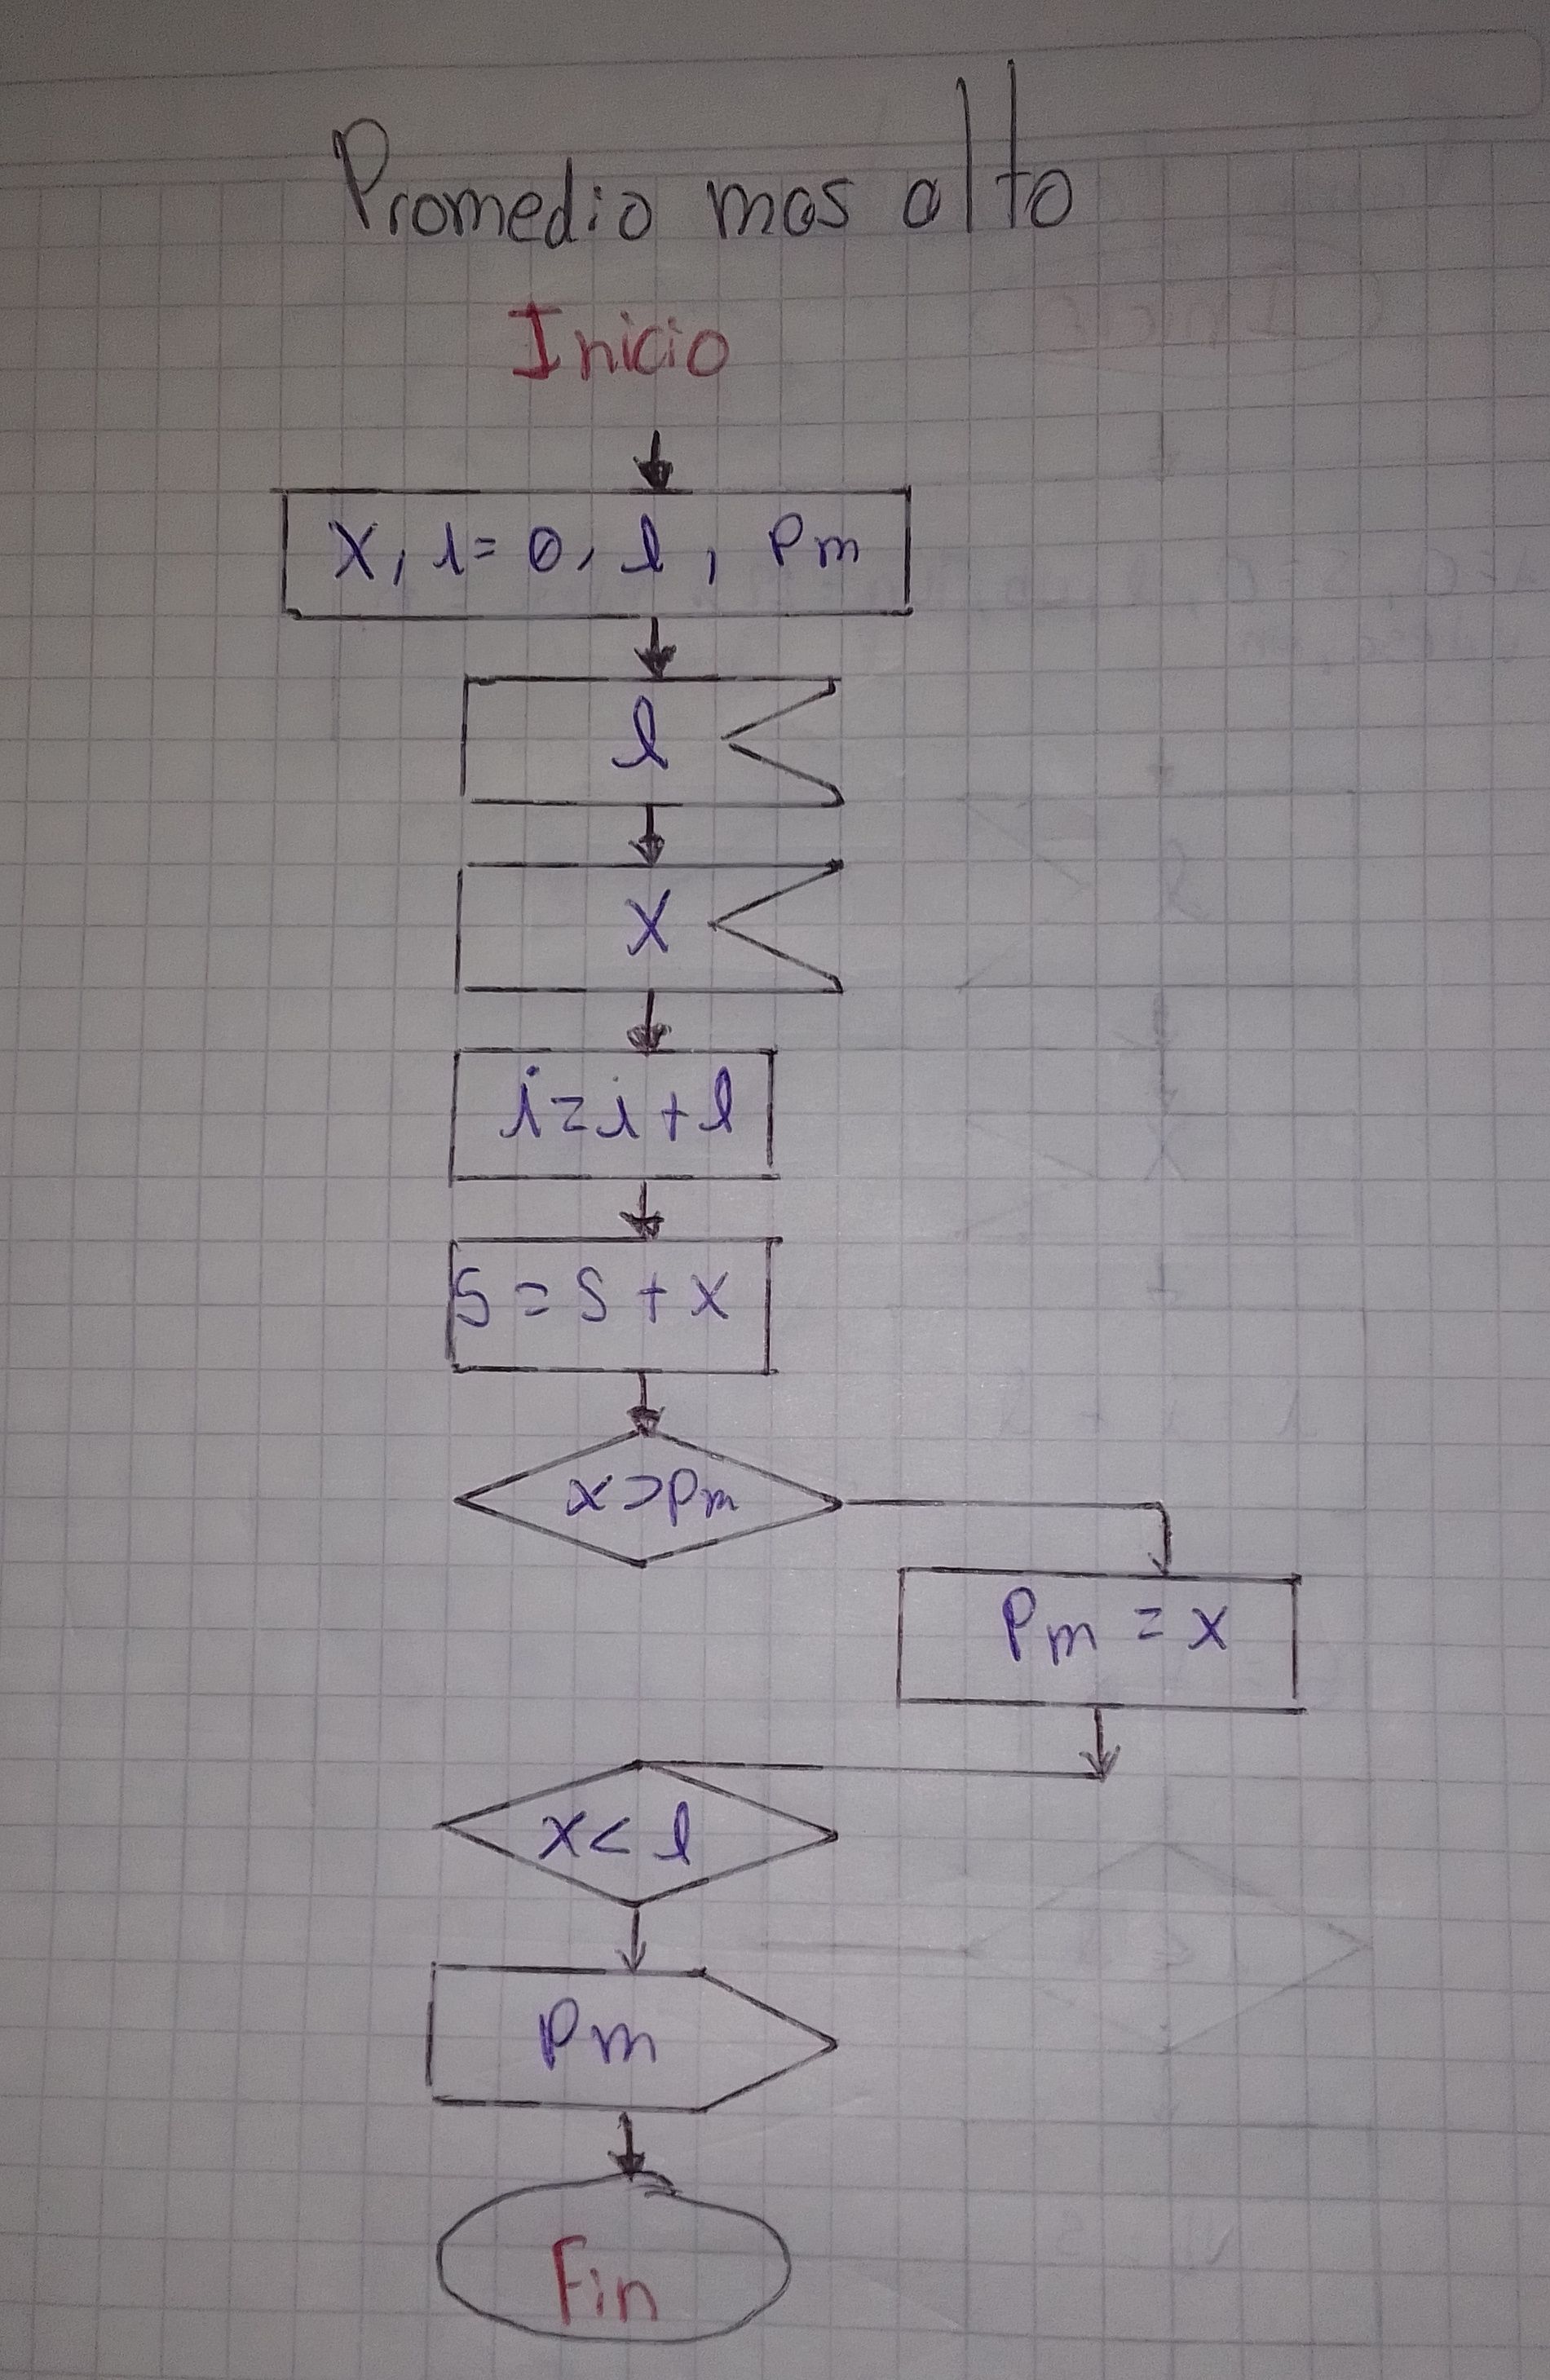 Promedio mas alto
Inicio
X, i=0, l, Pm
l
X
i=i+l
S=S+x
x>Pm
Pm=x
x<l
Pm
Fin